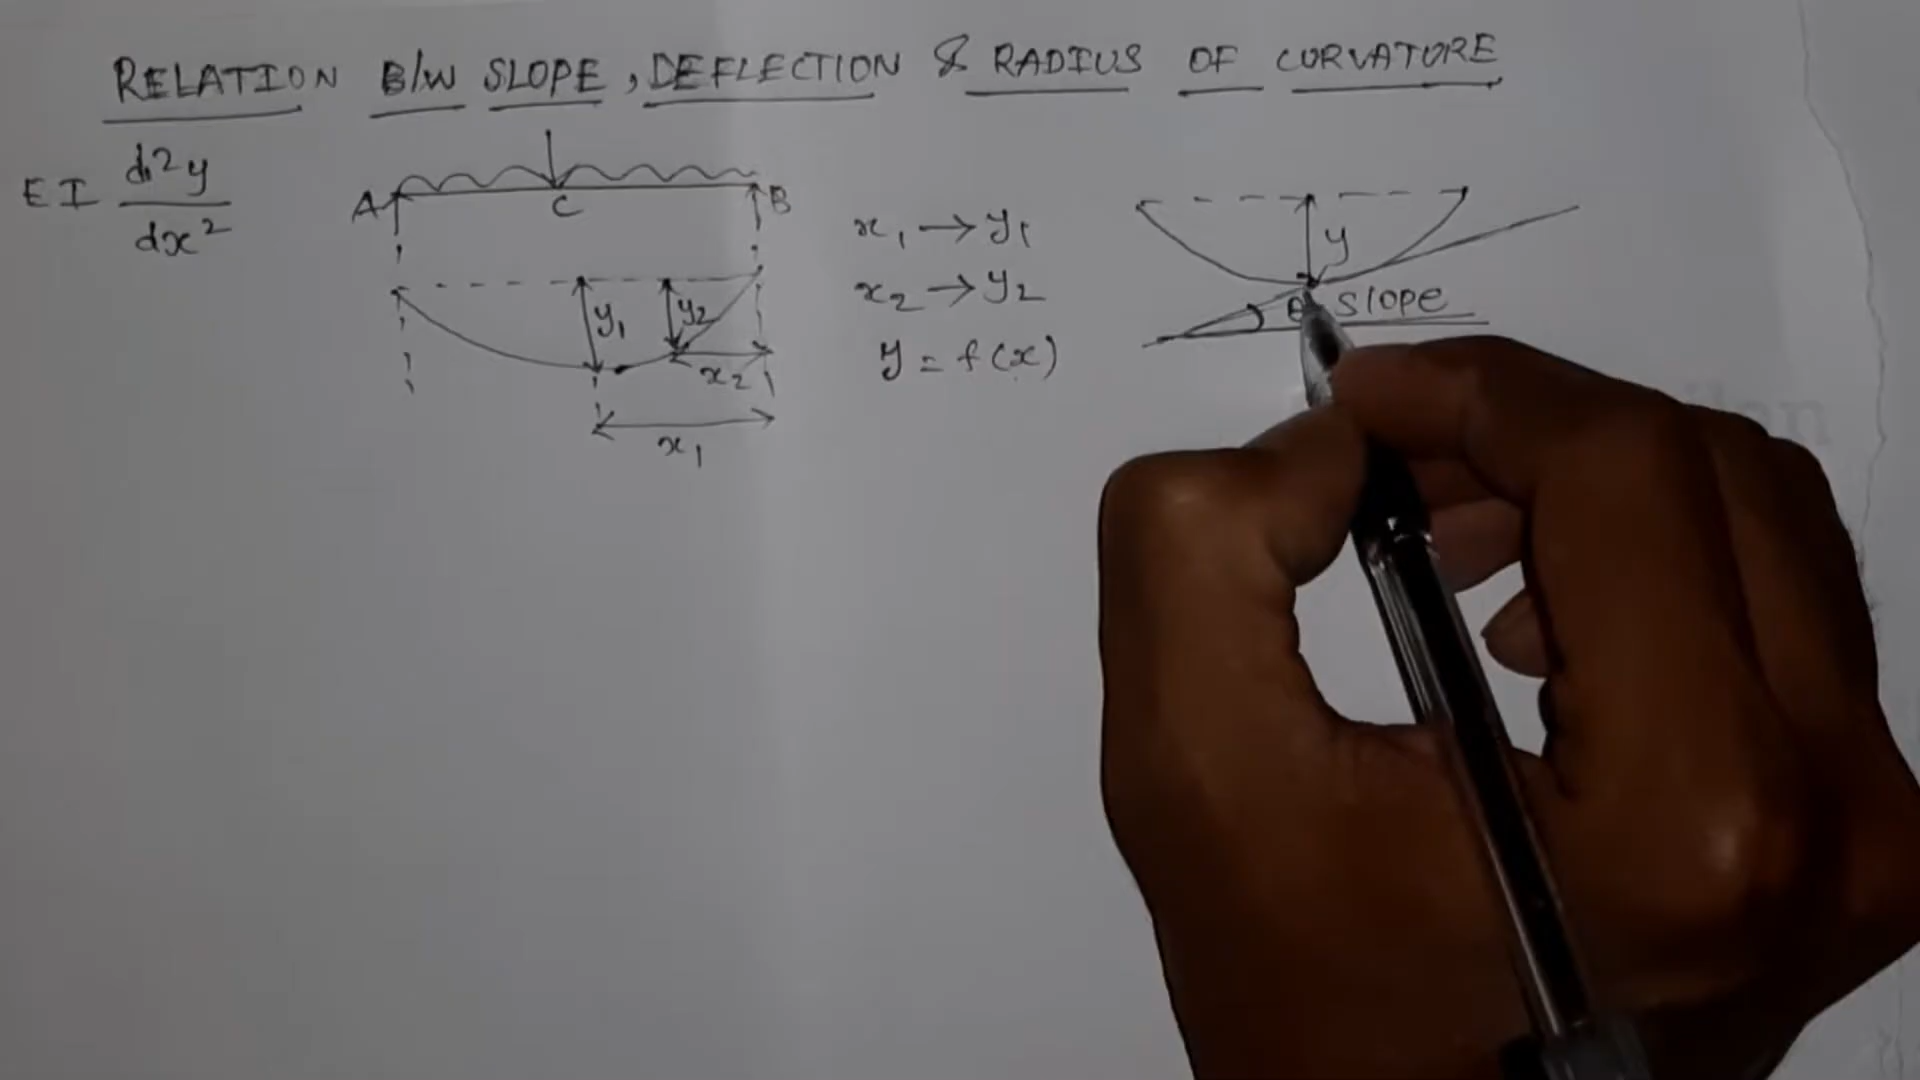 RELATION B/W SLOPE, DEFLECTION & RADIUS OF CURVATURE
EI d²y/dx²
A C B
y₁ y₂
x₂
x₁
x₁ → y₁
x₂ → y₂
y = f(x)
y
θ slope